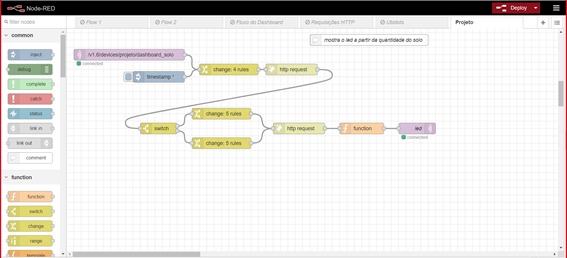 Node-RED
Deploy
filter nodes
Flow 1
Flow 2
Fluxo do Dashboard
Requisições HTTP
Ubidots
Projeto
common
inject
debug
complete
catch
status
link in
link out
comment
function
function
switch
change
range
template
mostra o led a partir da quantidade do solo
/v1.6/devices/projeto/dashboard_solo
connected
timestamp ¹
change: 4 rules
http request
switch
change: 5 rules
change: 5 rules
http request
function
led
connected